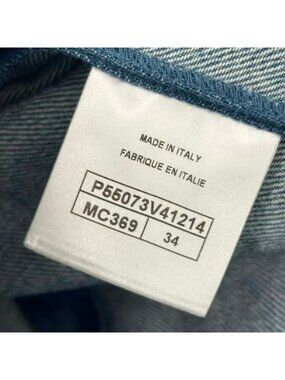 MADE IN ITALY
FABRIQUE EN ITALIE
P55073V41214
MC369 34